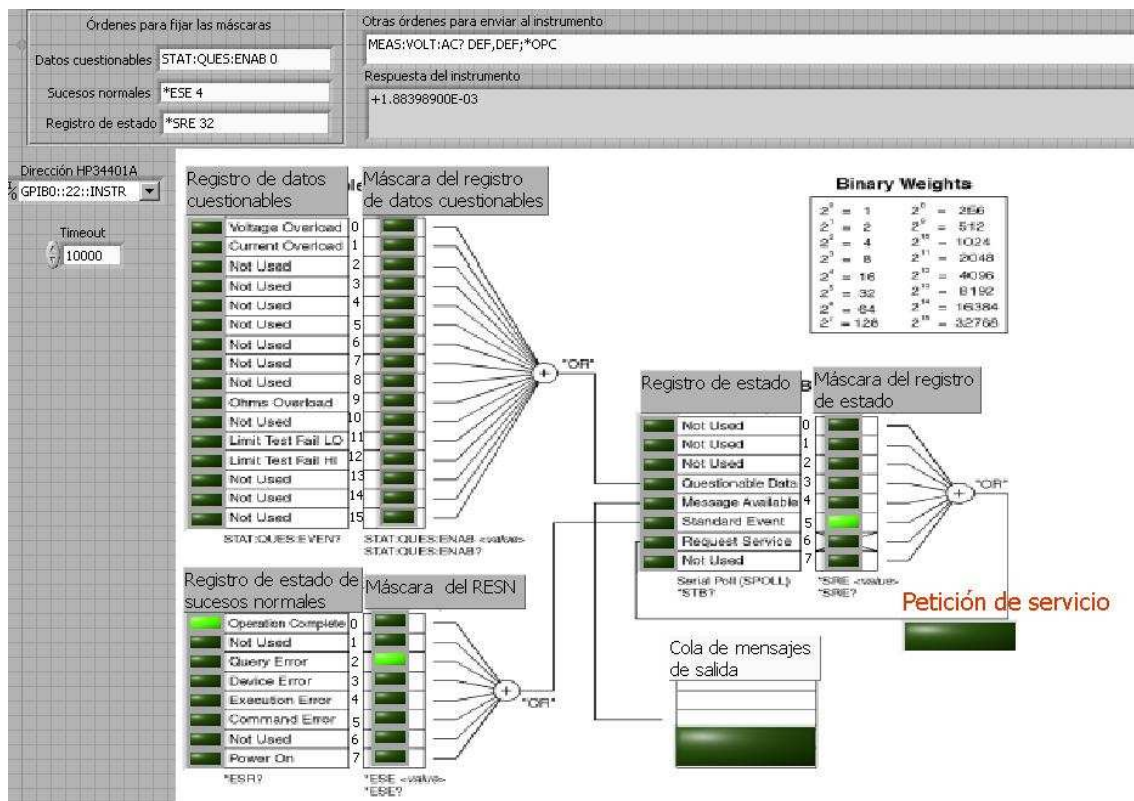 Órdenes para fijar las máscaras
Datos cuestionables STAT:QUES:ENAB 0
Sucesos normales *ESE 4
Registro de estado *SRE 32
Otras órdenes para enviar al instrumento
MEAS:VOLT:AC? DEF,DEF;*OPC
Respuesta del instrumento
+1.88398900E-03
Dirección HP34401A
GPIB0::22::INSTR
Timeout
10000
Registro de datos cuestionables
Máscara del registro de datos cuestionables
Voltage Overload 0
Current Overload 1
Not Used 2
Not Used 3
Not Used 4
Not Used 5
Not Used 6
Not Used 7
Not Used 8
Ohms Overload 9
Not Used 10
Limit Test Fail LO 11
Limit Test Fail HI 12
Not Used 13
Not Used 14
Not Used 15
"OR"
STAT:QUES:EVEN?
STAT:QUES:ENAB <value>
STAT:QUES:ENAB?
Binary Weights
2⁰ = 1 2⁸ = 256
2¹ = 2 2⁹ = 512
2² = 4 2¹⁰ = 1024
2³ = 8 2¹¹ = 2048
2⁴ = 16 2¹² = 4096
2⁵ = 32 2¹³ = 8192
2⁶ = 64 2¹⁴ = 16384
2⁷ = 128 2¹⁵ = 32768
Registro de estado
Máscara del registro de estado
Not Used 0
Not Used 1
Not Used 2
Questionable Data 3
Message Available 4
Standard Event 5
Request Service 6
Not Used 7
"OR"
Serial Poll (SPOLL)
*STB?
*SRE <value>
*SRE?
Petición de servicio
Registro de estado de sucesos normales
Máscara del RESN
Operation Complete 0
Not Used 1
Query Error 2
Device Error 3
Execution Error 4
Command Error 5
Not Used 6
Power On 7
"OR"
*ESR?
*ESE <value>
*ESE?
Cola de mensajes de salida